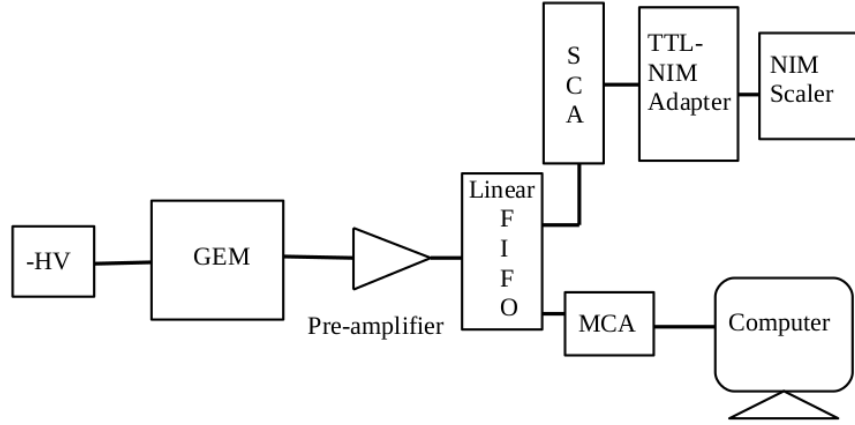 -HV
GEM
Pre-amplifier
Linear
F
I
F
O
S
C
A
TTL-
NIM
Adapter
NIM
Scaler
MCA
Computer